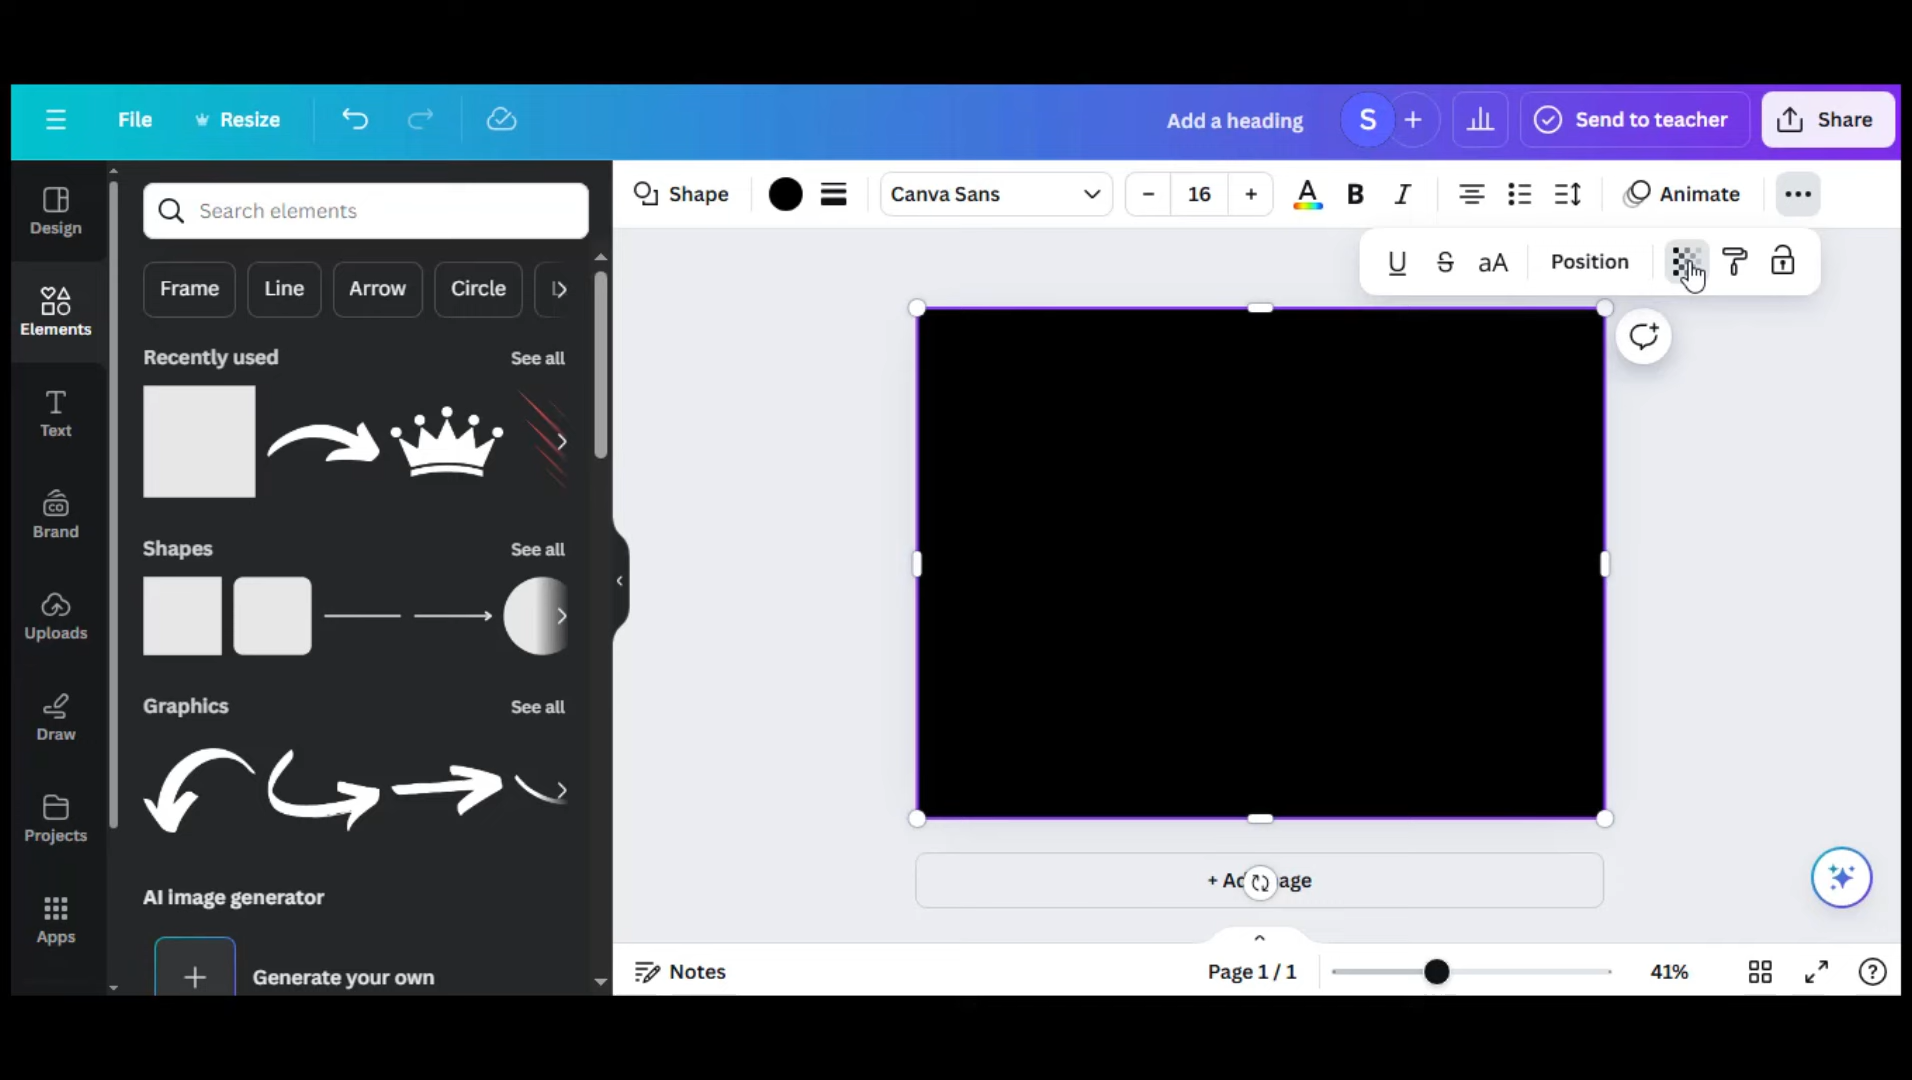 File Resize Add a heading S + Send to teacher Share
Design
Elements
Text
Brand
Uploads
Draw
Projects
Apps
Search elements
Frame Line Arrow Circle
Recently used See all
Shapes See all
Graphics See all
AI image generator
+ Generate your own
Shape Canva Sans − 16 + A B I Animate
U S aA Position
Notes Page 1 / 1 41% ?